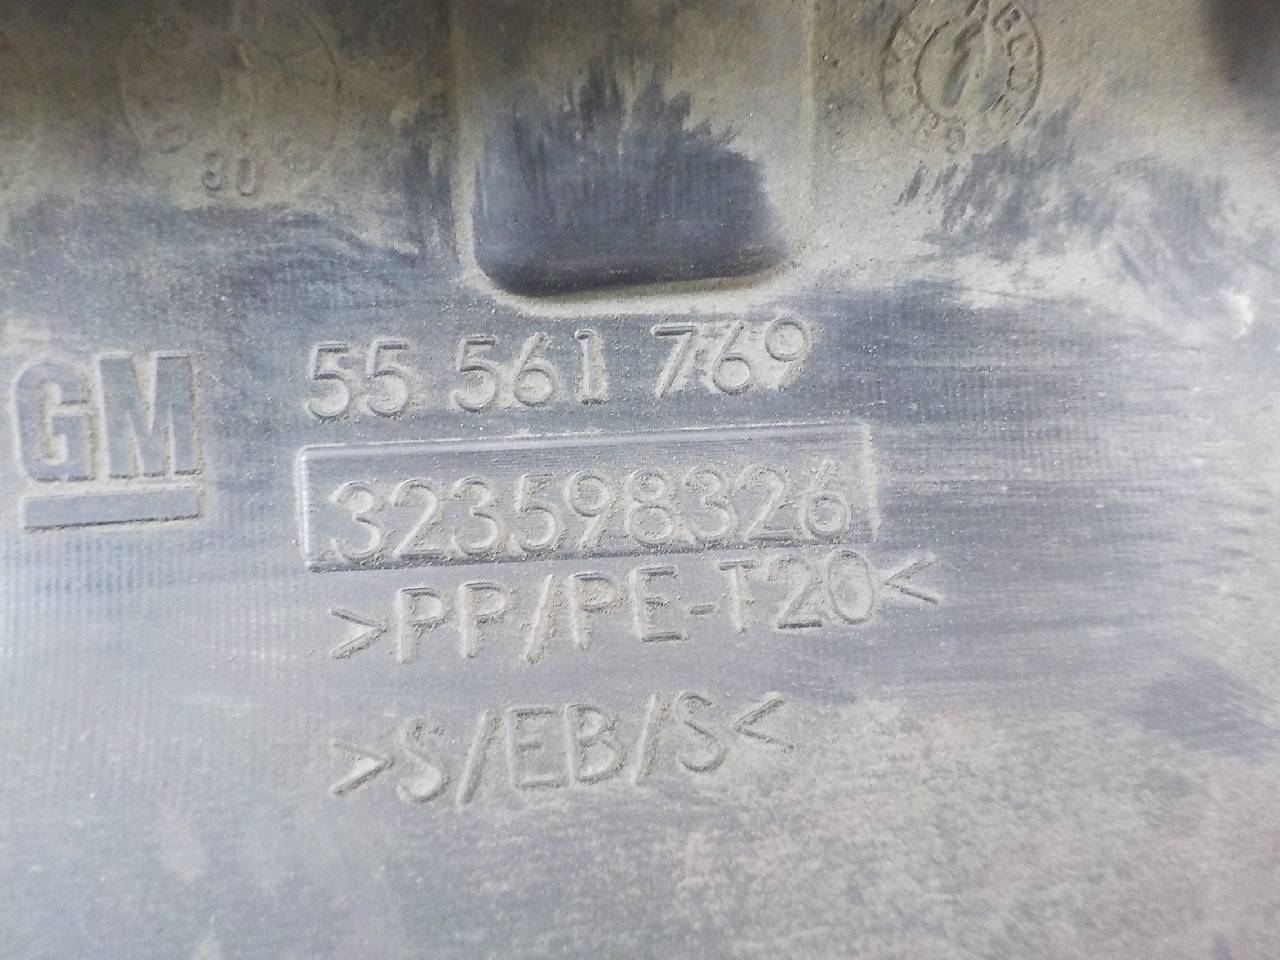 80
GM
55 561 769
323598326
>PP/PE-T20<
>S/EB/S<